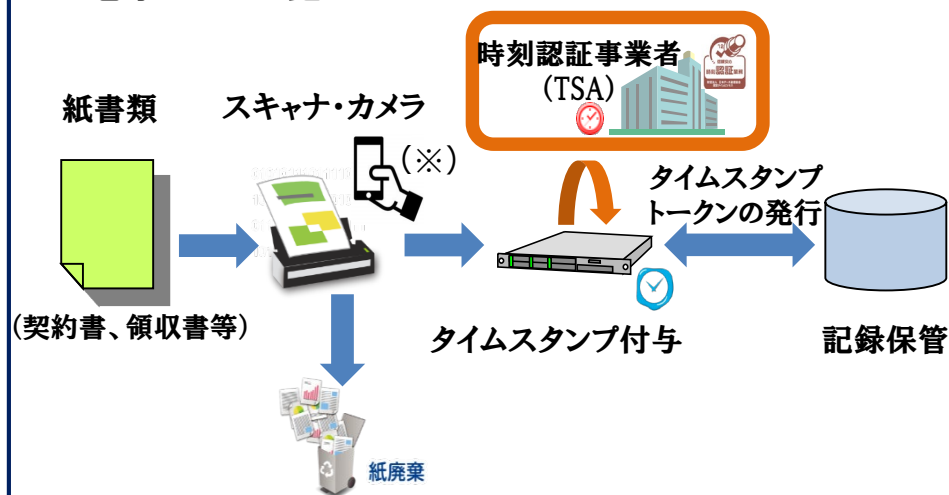 時刻認証事業者
(TSA)
認証
紙書類
スキャナ・カメラ
(※)
タイムスタンプ
トークンの発行
(契約書、領収書等)
タイムスタンプ付与
記録保管
紙廃棄